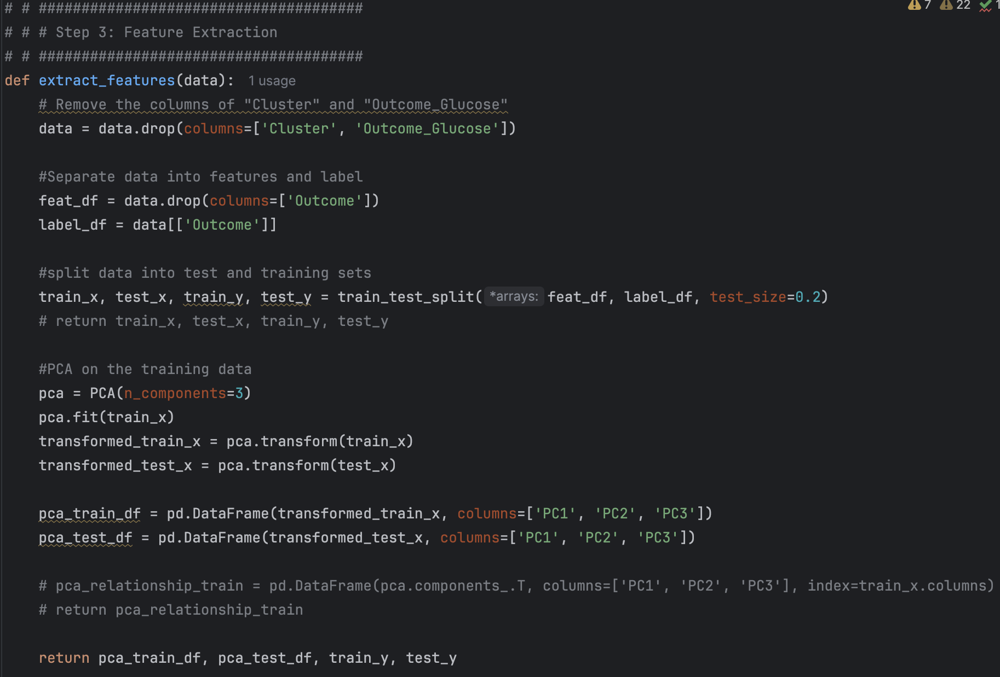 # # ######################################
7 22 1
# # # Step 3: Feature Extraction
# # ######################################
def extract_features(data): 1 usage
    # Remove the columns of "Cluster" and "Outcome_Glucose"
    data = data.drop(columns=['Cluster', 'Outcome_Glucose'])

    #Separate data into features and label
    feat_df = data.drop(columns=['Outcome'])
    label_df = data[['Outcome']]

    #split data into test and training sets
    train_x, test_x, train_y, test_y = train_test_split( *arrays: feat_df, label_df, test_size=0.2)
    # return train_x, test_x, train_y, test_y

    #PCA on the training data
    pca = PCA(n_components=3)
    pca.fit(train_x)
    transformed_train_x = pca.transform(train_x)
    transformed_test_x = pca.transform(test_x)

    pca_train_df = pd.DataFrame(transformed_train_x, columns=['PC1', 'PC2', 'PC3'])
    pca_test_df = pd.DataFrame(transformed_test_x, columns=['PC1', 'PC2', 'PC3'])

    # pca_relationship_train = pd.DataFrame(pca.components_.T, columns=['PC1', 'PC2', 'PC3'], index=train_x.columns)
    # return pca_relationship_train

    return pca_train_df, pca_test_df, train_y, test_y